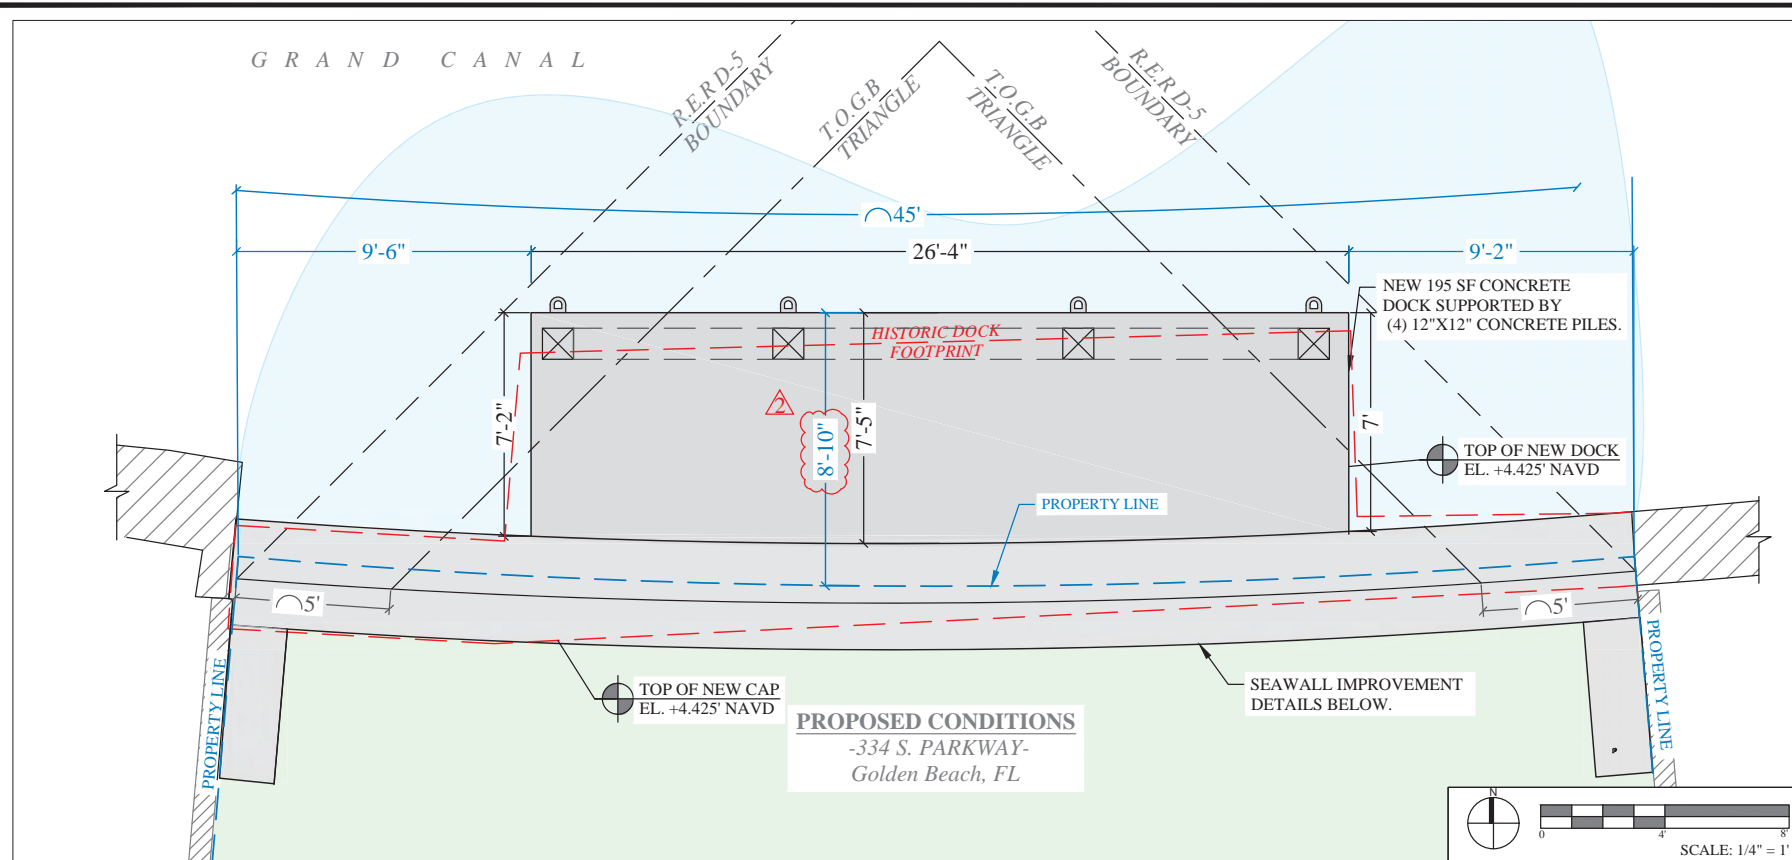 GRAND CANAL
R.E.R D-5
BOUNDARY
T.O.G.B
TRIANGLE
T.O.G.B
TRIANGLE
R.E.R D-5
BOUNDARY
45'
9'-6"
26'-4"
9'-2"
NEW 195 SF CONCRETE
DOCK SUPPORTED BY
(4) 12"X12" CONCRETE PILES.
HISTORIC DOCK
FOOTPRINT
7'-2"
2
8'-10"
7'-5"
7'
TOP OF NEW DOCK
EL. +4.425' NAVD
PROPERTY LINE
5'
5'
PROPERTY LINE
PROPERTY LINE
TOP OF NEW CAP
EL. +4.425' NAVD
SEAWALL IMPROVEMENT
DETAILS BELOW.
PROPOSED CONDITIONS
-334 S. PARKWAY-
Golden Beach, FL
N
0 4' 8'
SCALE: 1/4" = 1'